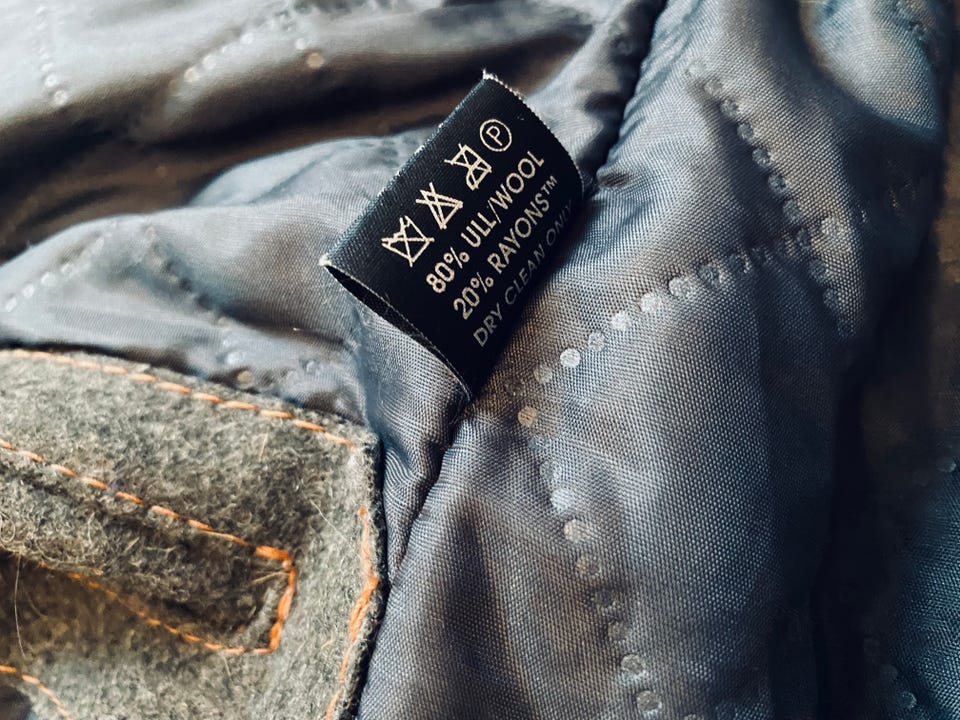 P
80% ULL/WOOL
20% RAYONS™
DRY CLEAN ONLY